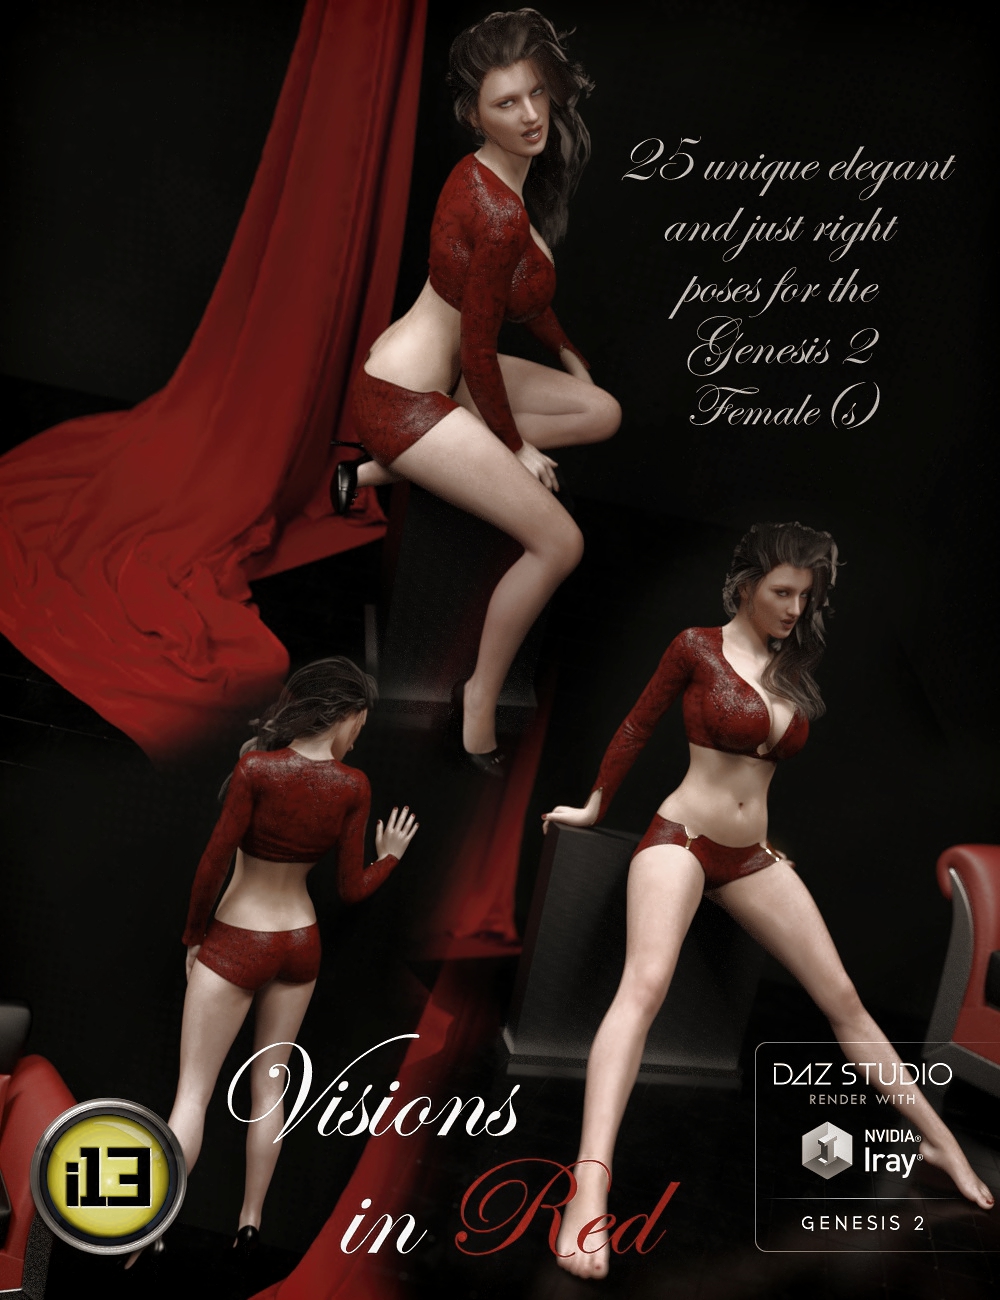 25 unique elegant
and just right
poses for the
Genesis 2
Female (s)
Visions
in Red
i13
DAZ STUDIO
RENDER WITH
NVIDIA®
Iray®
GENESIS 2